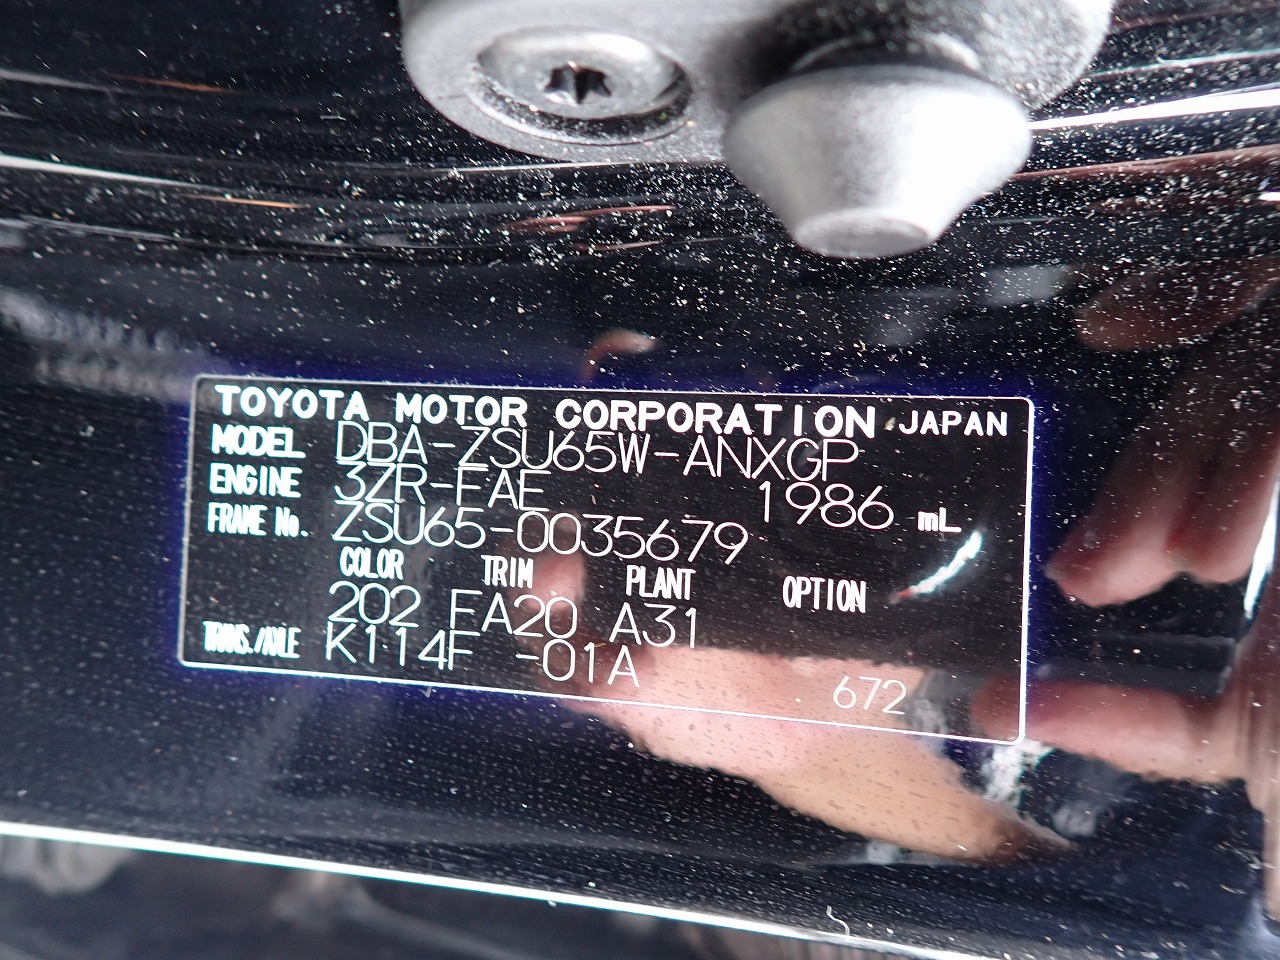 TOYOTA MOTOR CORPORATION JAPAN
MODEL DBA-ZSU65W-ANXGP
ENGINE 3ZR-FAE 1986 mL
FRAME No. ZSU65-0035679
COLOR TRIM PLANT OPTION
202 FA20 A31
TRANS./AXLE K114F -01A
672